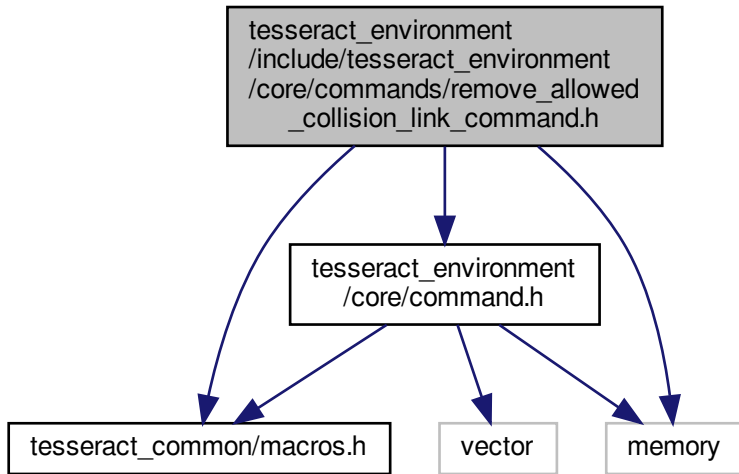 tesseract_environment
/include/tesseract_environment
/core/commands/remove_allowed
_collision_link_command.h
tesseract_environment
/core/command.h
tesseract_common/macros.h
vector
memory